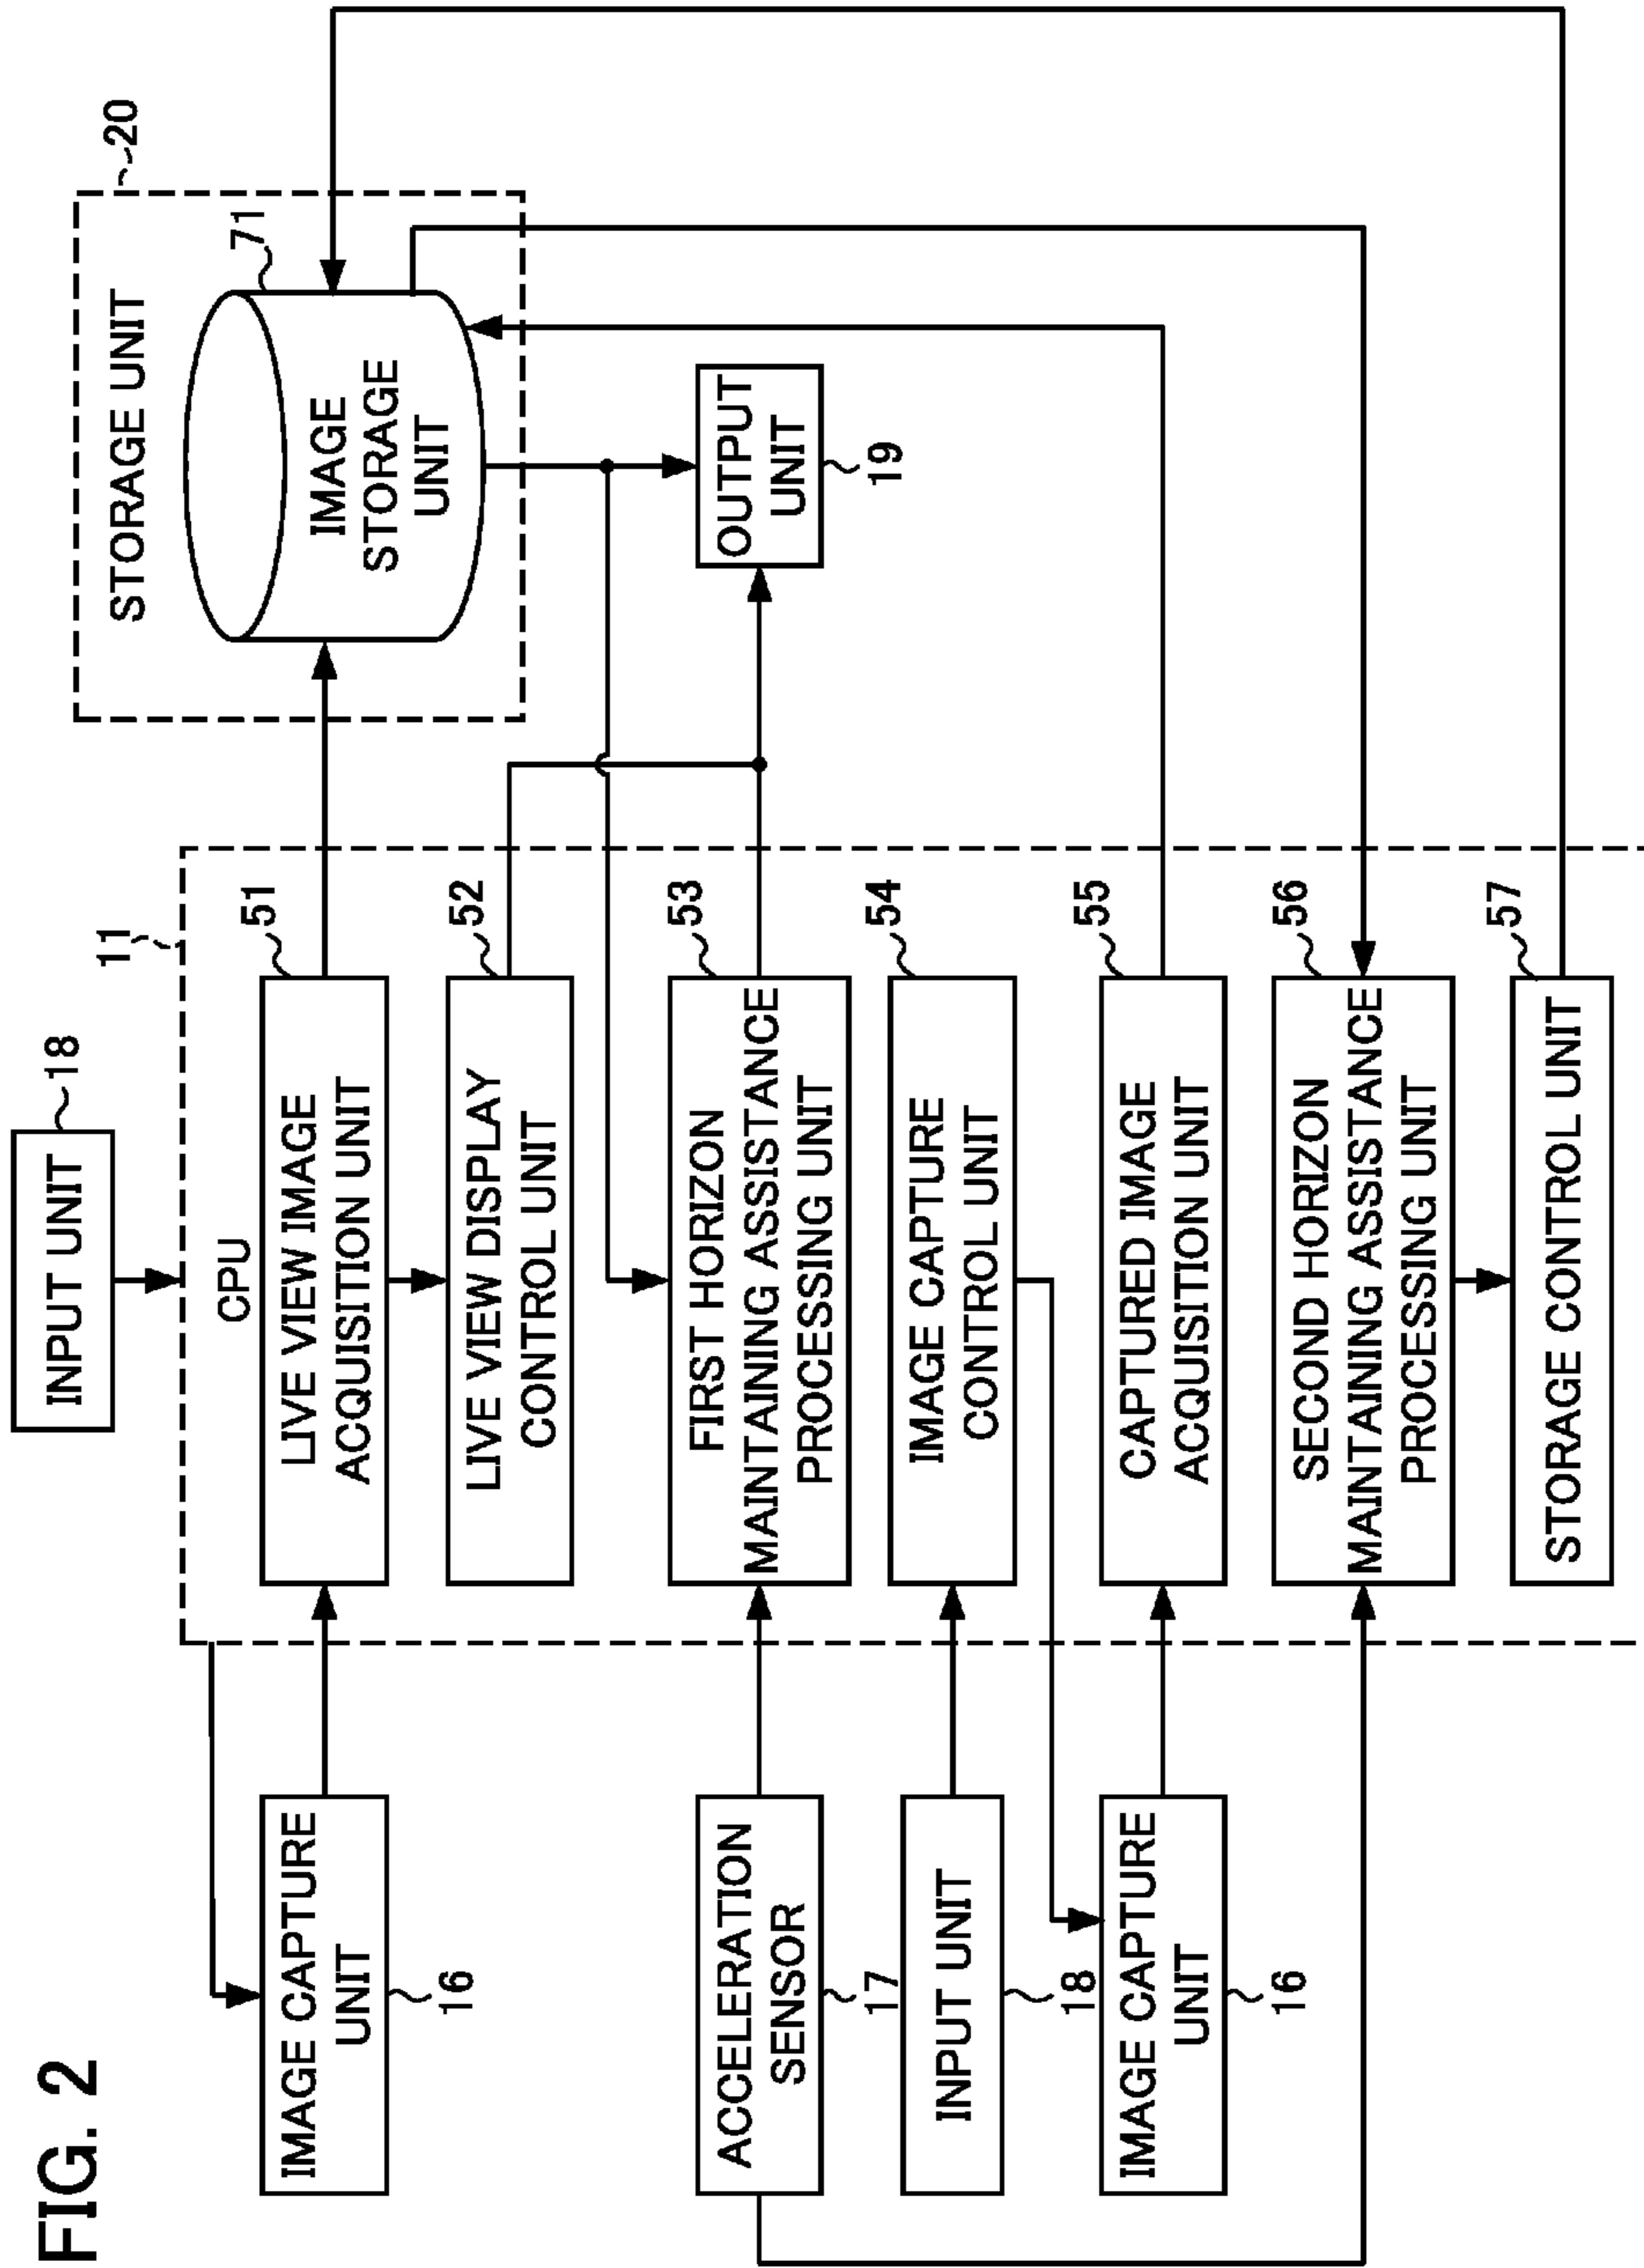 FIG. 2
INPUT UNIT
18
11
CPU
STORAGE UNIT
20
71
IMAGE
STORAGE
UNIT
IMAGE CAPTURE
UNIT
16
LIVE VIEW IMAGE
ACQUISITION UNIT
51
LIVE VIEW DISPLAY
CONTROL UNIT
52
ACCELERATION
SENSOR
17
FIRST HORIZON
MAINTAINING ASSISTANCE
PROCESSING UNIT
53
OUTPUT
UNIT
19
INPUT UNIT
18
IMAGE CAPTURE
CONTROL UNIT
54
IMAGE CAPTURE
UNIT
16
CAPTURED IMAGE
ACQUISITION UNIT
55
SECOND HORIZON
MAINTAINING ASSISTANCE
PROCESSING UNIT
56
STORAGE CONTROL UNIT
57